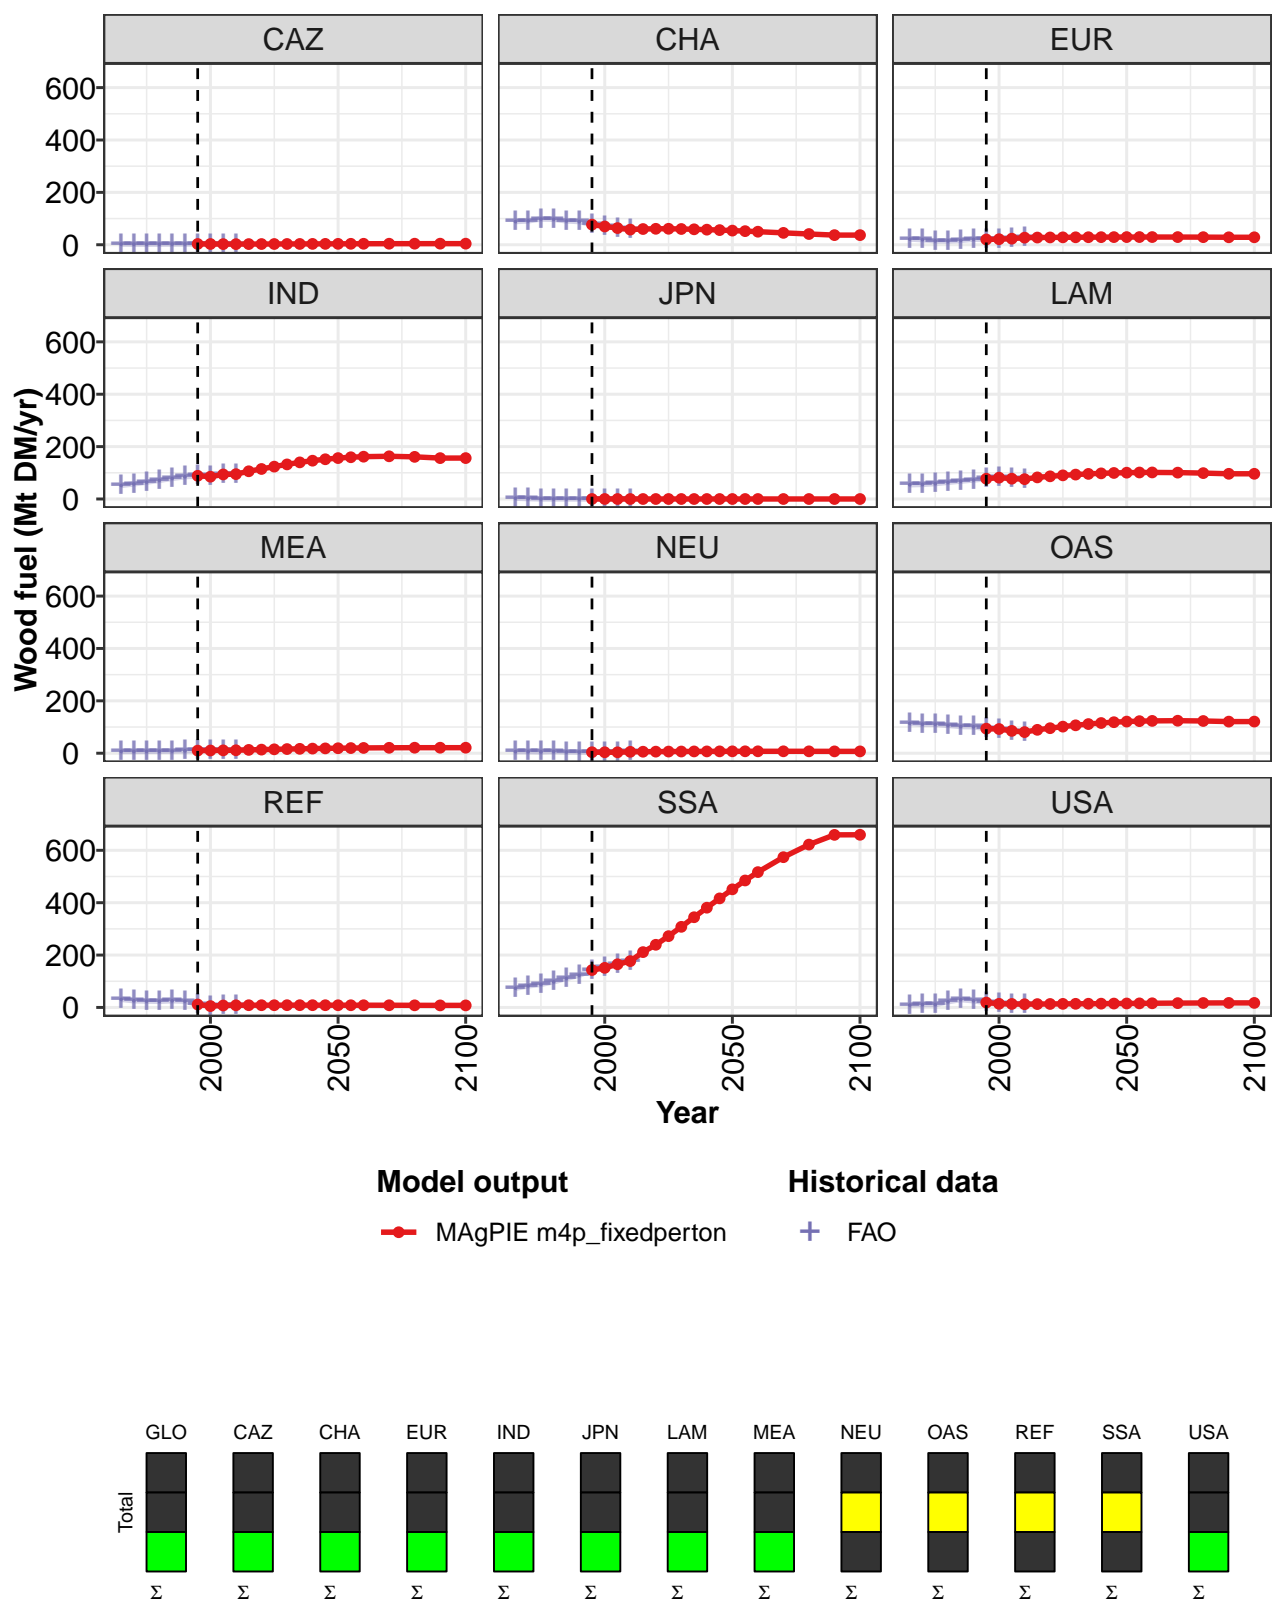 CAZ CHA EUR
600
400
200
0
IND JPN LAM
600
400
200
0
Wood fuel (Mt DM/yr)
MEA NEU OAS
600
400
200
0
REF SSA USA
600
400
200
0
2000 2050 2100 2000 2050 2100 2000 2050 2100
Year
Model output Historical data
MAgPIE m4p_fixedperton FAO
GLO CAZ CHA EUR IND JPN LAM MEA NEU OAS REF SSA USA
Total
Σ Σ Σ Σ Σ Σ Σ Σ Σ Σ Σ Σ Σ